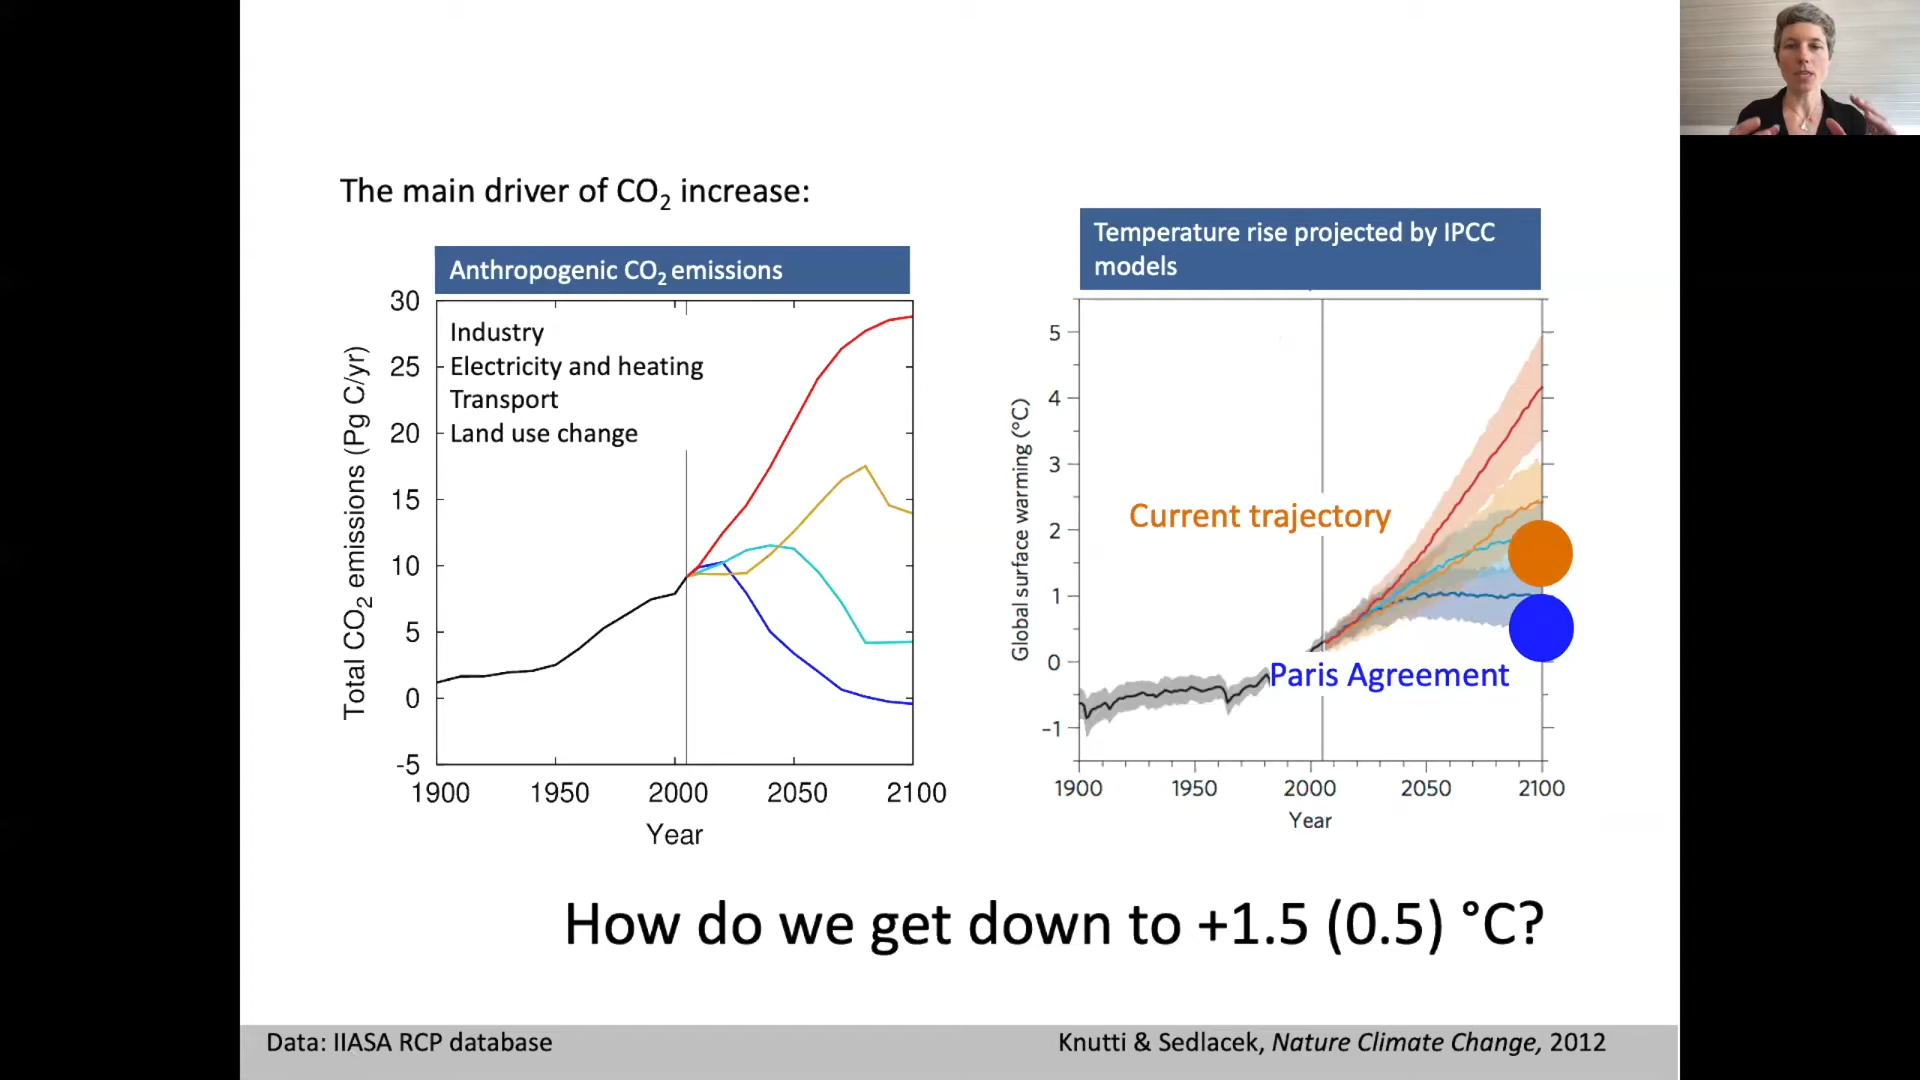 The main driver of CO₂ increase:
Anthropogenic CO₂ emissions
30
25
20
15
10
5
0
-5
Total CO₂ emissions (Pg C/yr)
Industry
Electricity and heating
Transport
Land use change
1900 1950 2000 2050 2100
Year
Temperature rise projected by IPCC
models
5
4
3
2
1
0
-1
Global surface warming (°C)
Current trajectory
Paris Agreement
1900 1950 2000 2050 2100
Year
How do we get down to +1.5 (0.5) °C?
Data: IIASA RCP database
Knutti & Sedlacek, Nature Climate Change, 2012